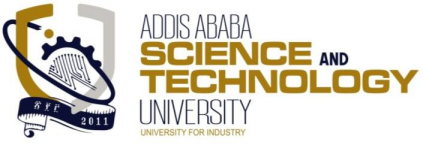 ADDIS ABABA
SCIENCE AND
TECHNOLOGY
UNIVERSITY
UNIVERSITY FOR INDUSTRY
2011